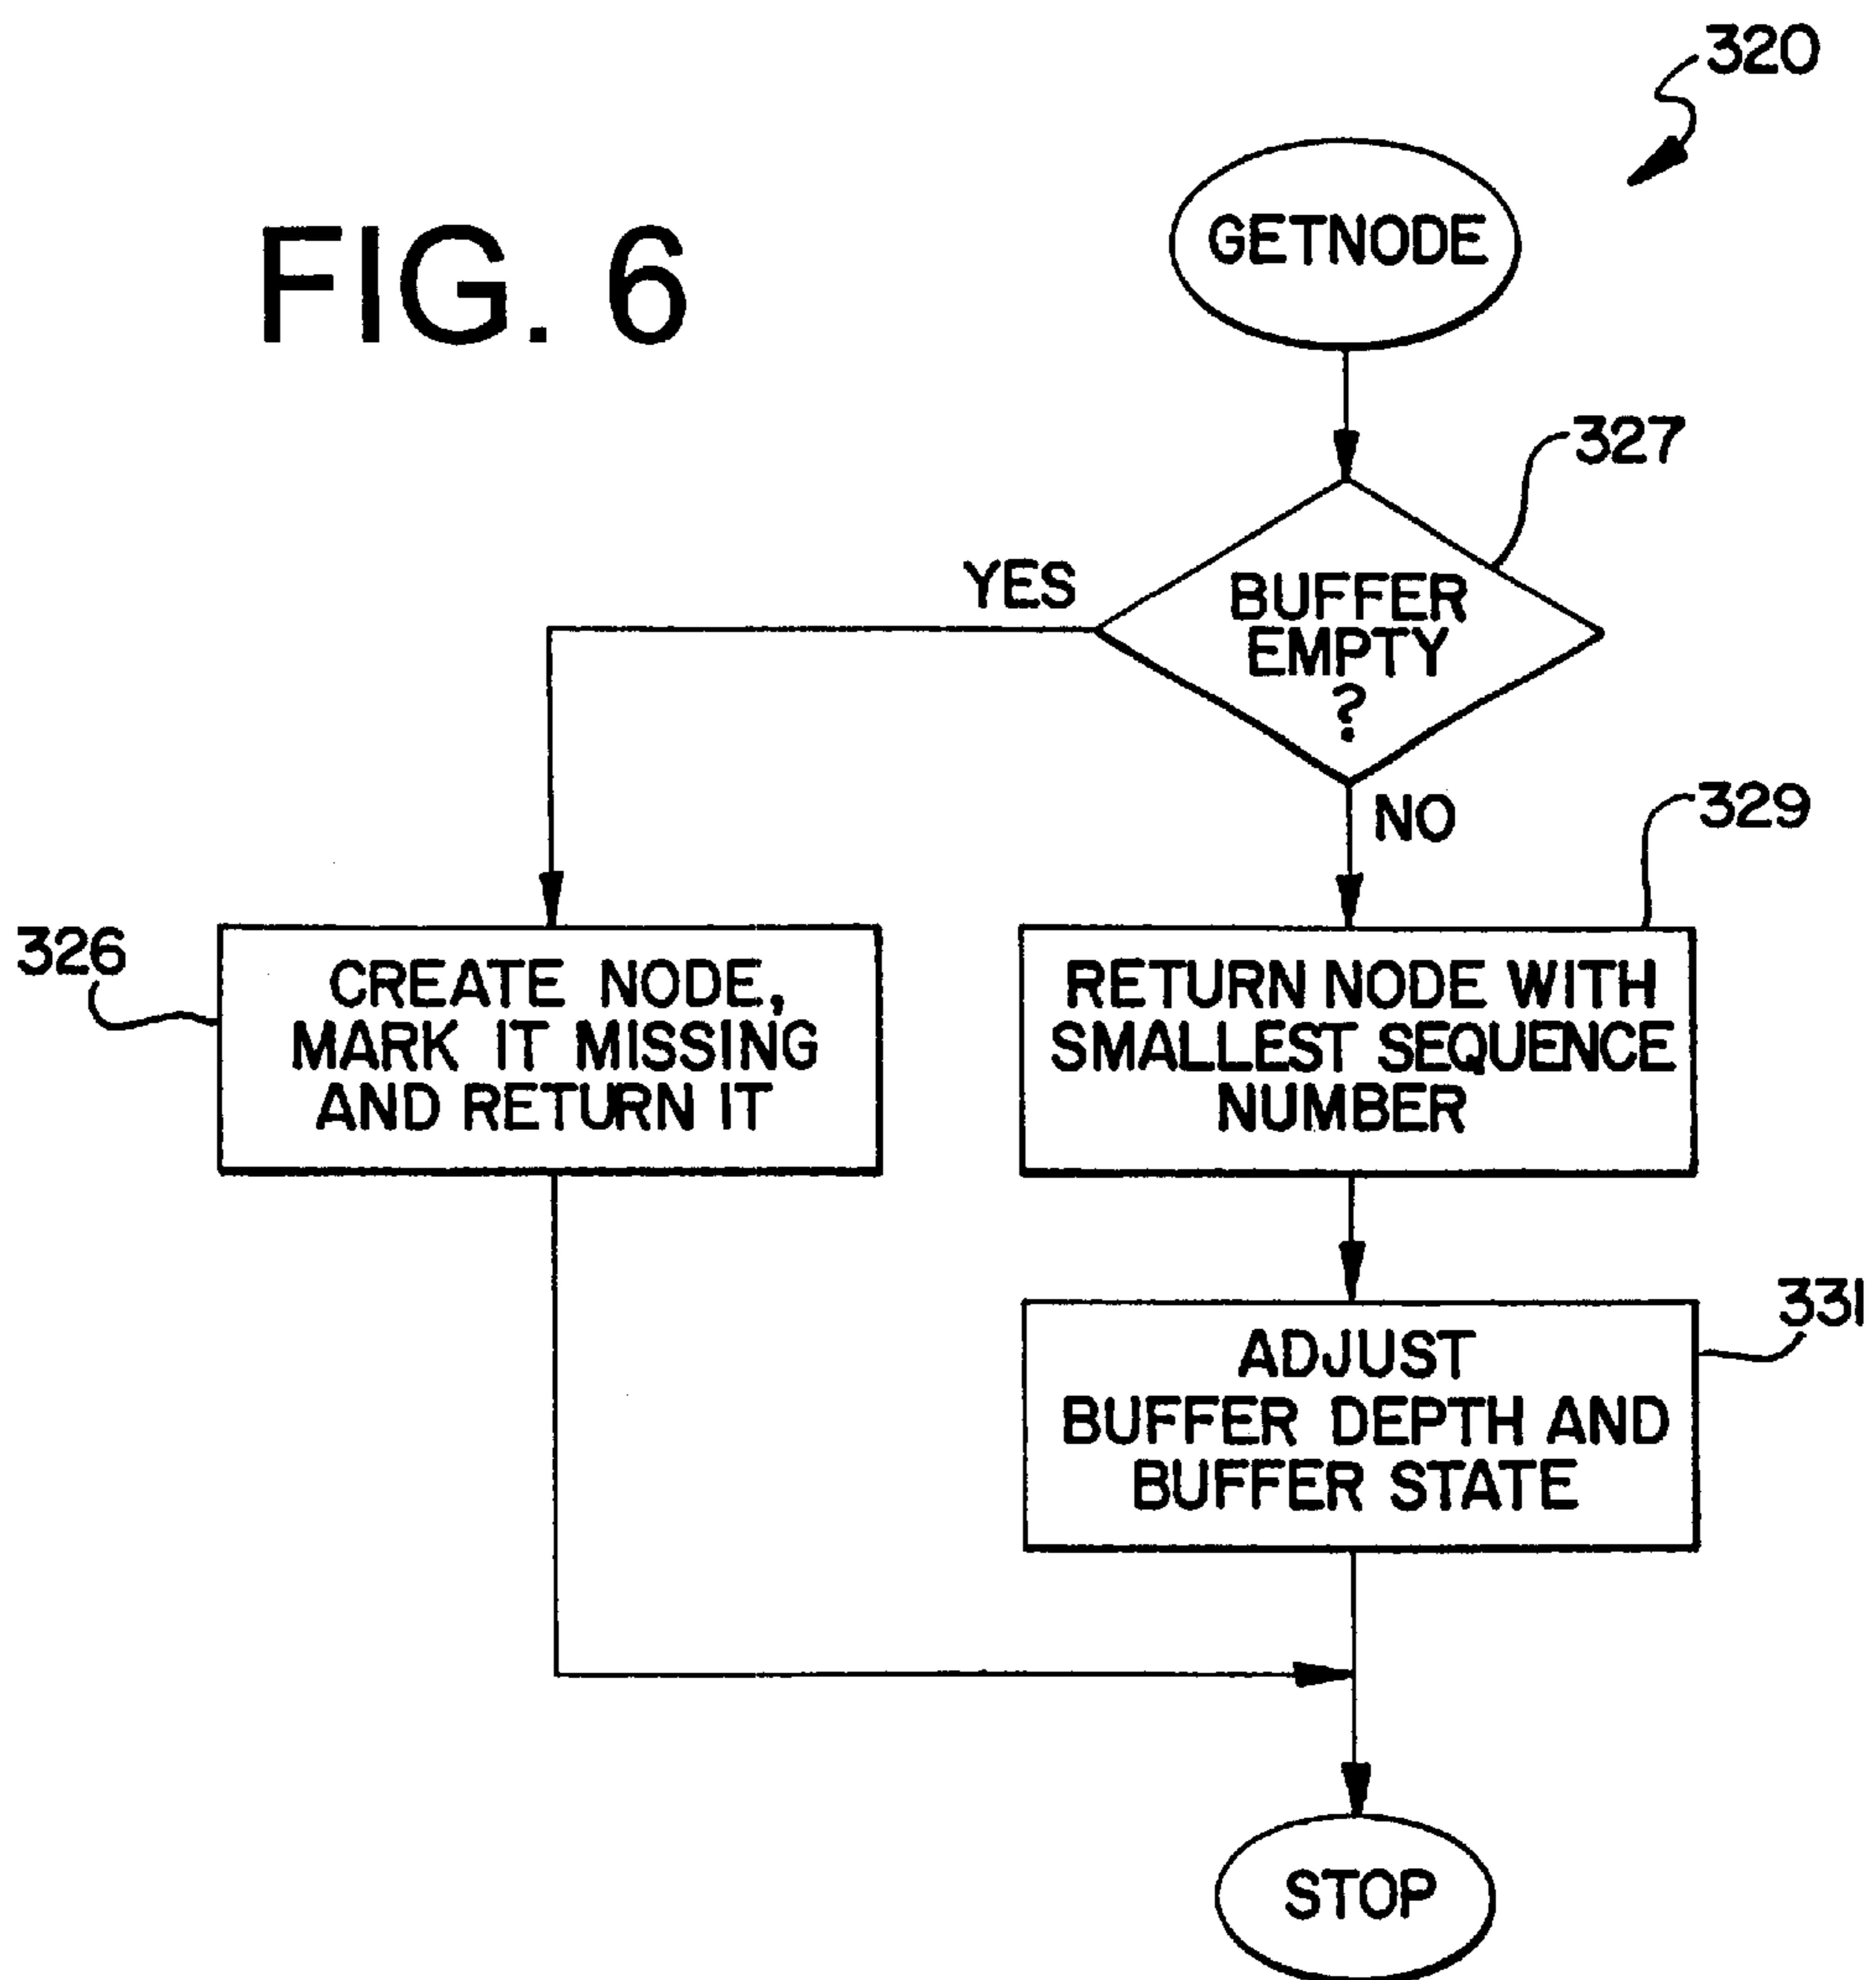 320
FIG. 6
GETNODE
327
YES
BUFFER
EMPTY
?
NO
329
326
CREATE NODE,
MARK IT MISSING
AND RETURN IT
RETURN NODE WITH
SMALLEST SEQUENCE
NUMBER
331
ADJUST
BUFFER DEPTH AND
BUFFER STATE
STOP